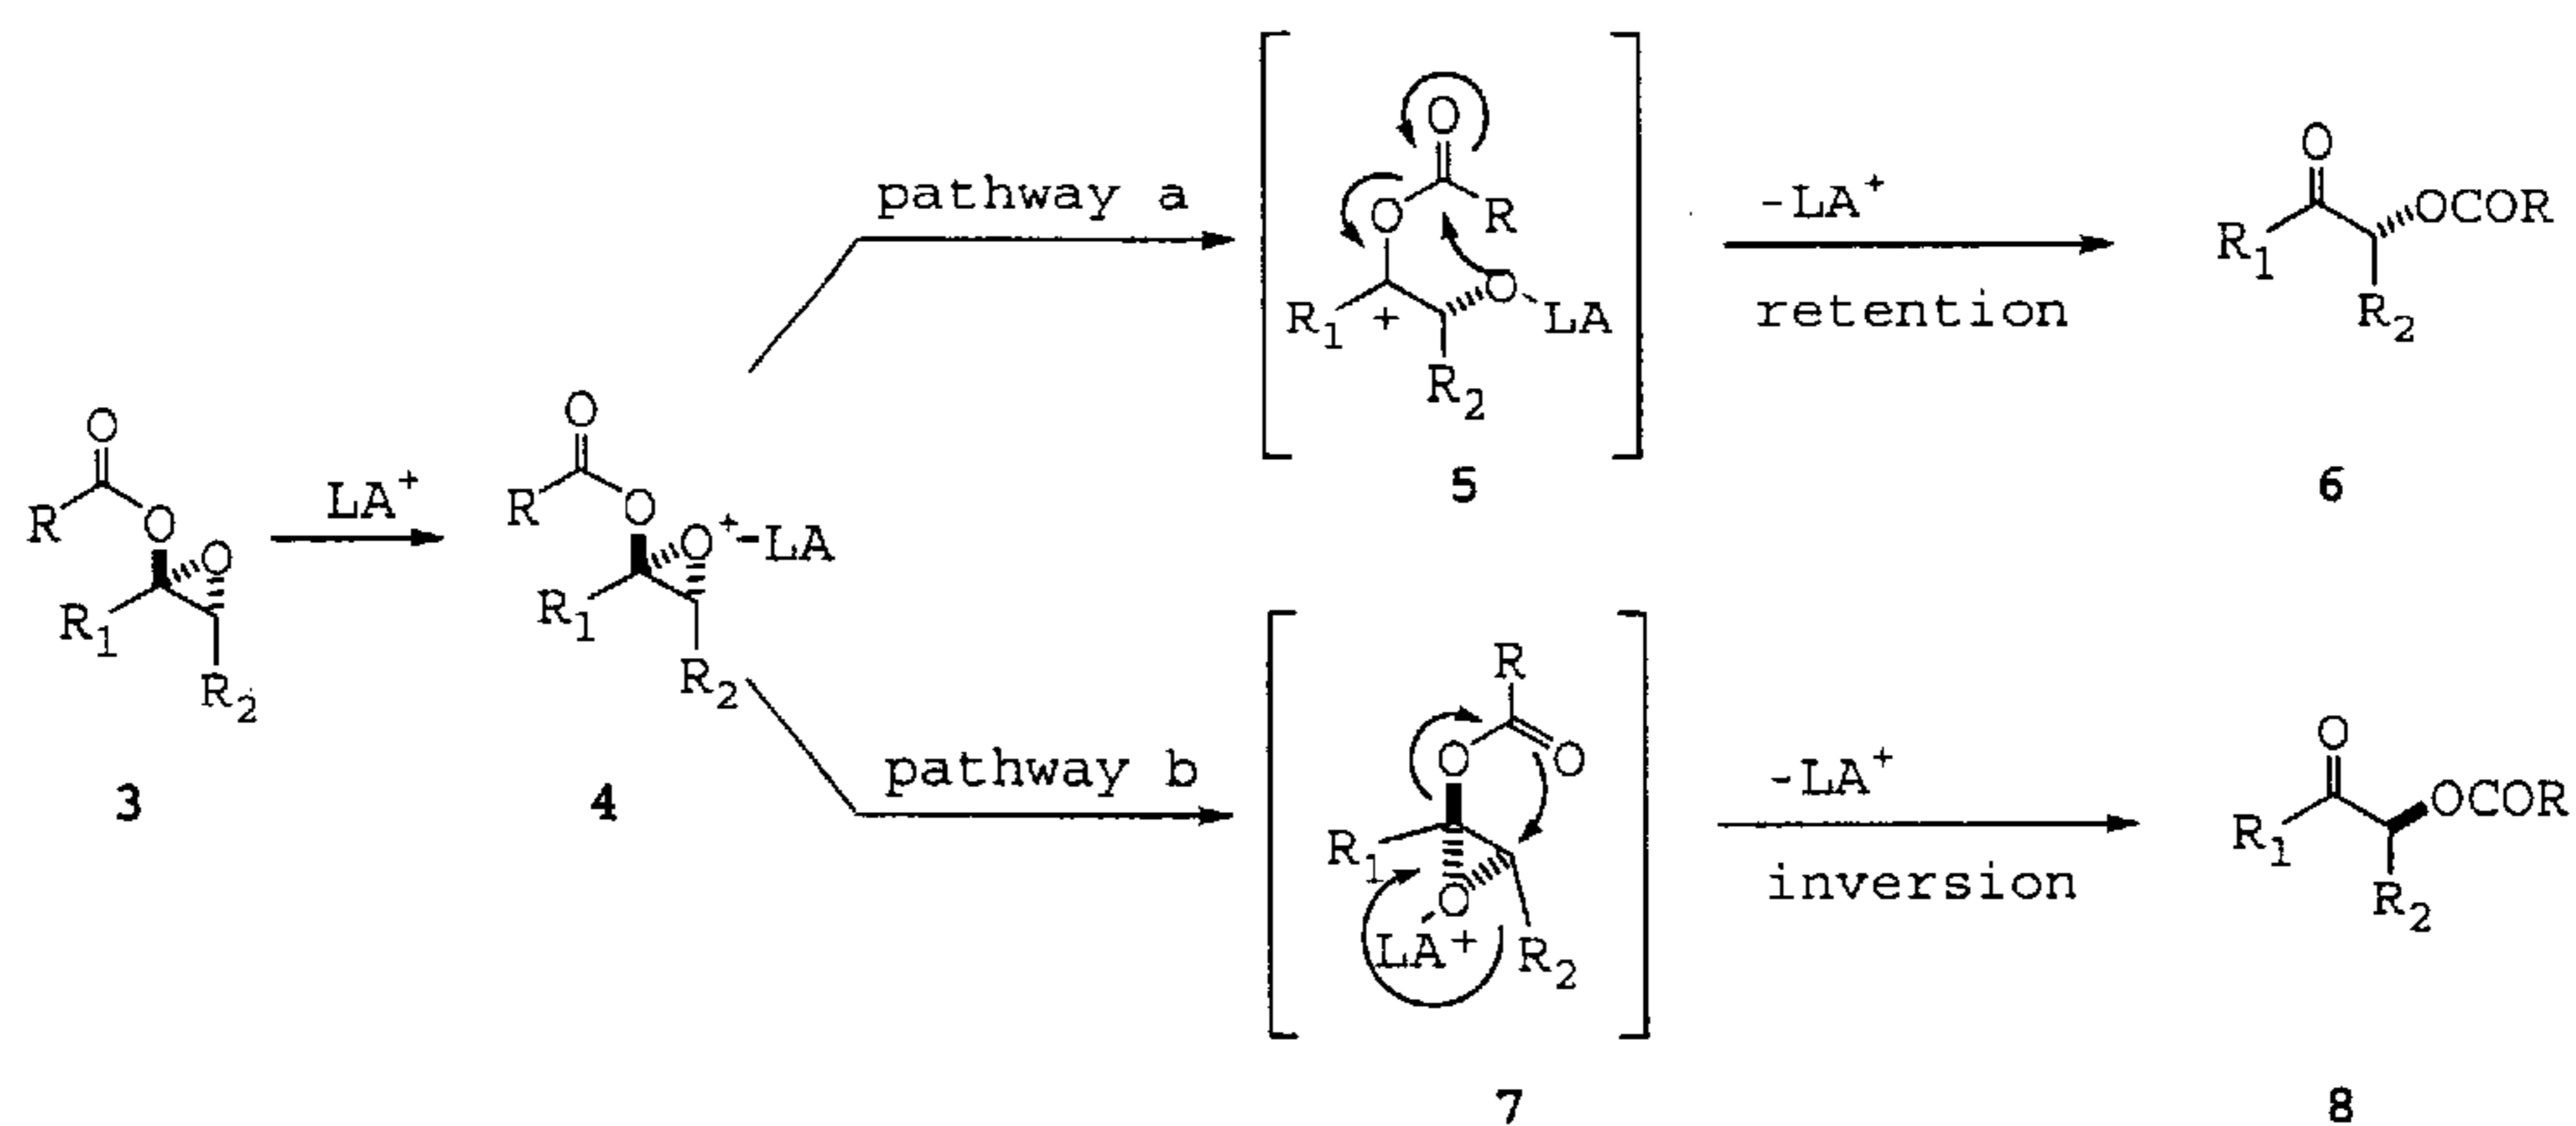 R
O
O
O
R₁
R₂
3
LA⁺
R
O
O
O⁺-LA
R₁
R₂
4
pathway a
O
O
R
R₁
+
O-LA
R₂
5
-LA⁺
retention
O
R₁
OCOR
R₂
6
pathway b
R
O
O
R₁
O
LA⁺
R₂
7
-LA⁺
inversion
O
R₁
OCOR
R₂
8